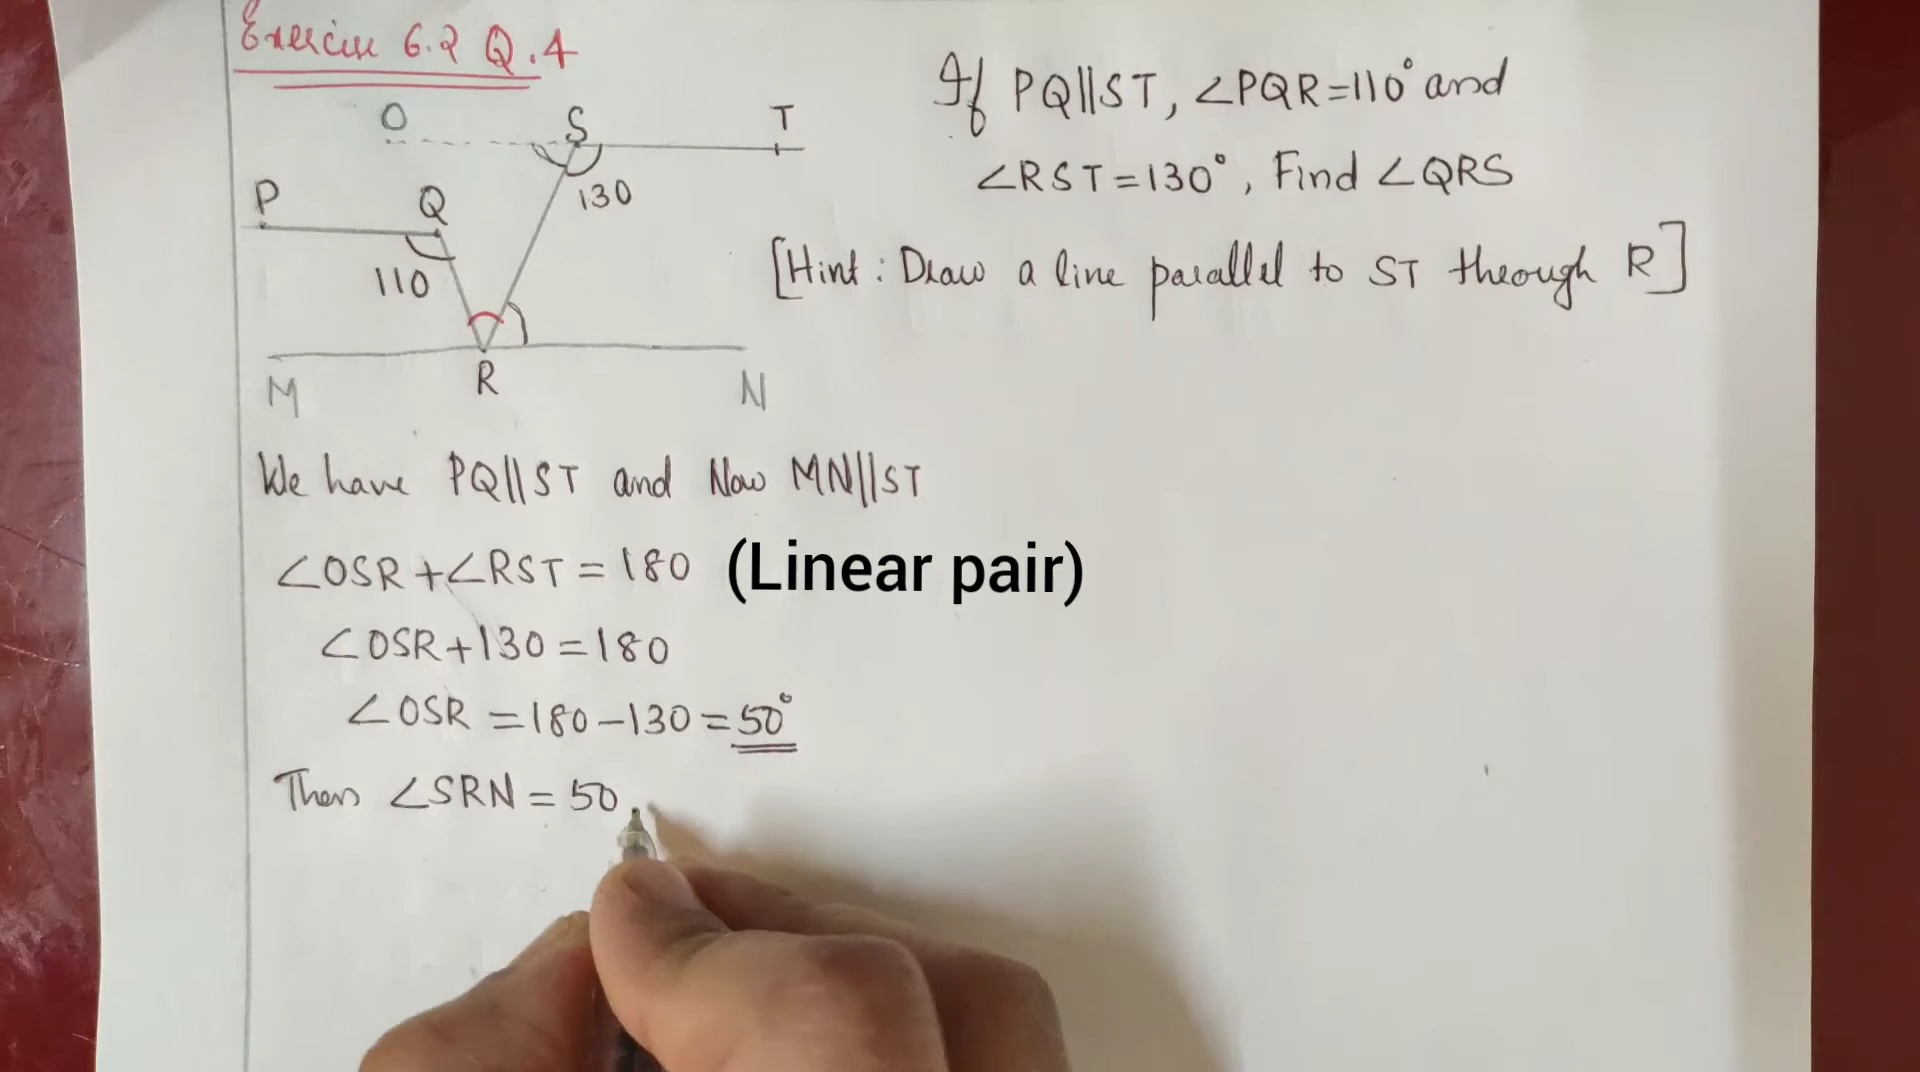 Exercise 6.2 Q.4
If PQ||ST, ∠PQR=110° and
∠RST=130°, Find ∠QRS
[Hint: Draw a line parallel to ST through R]
O S T
P Q 130
110
R
M N
We have PQ||ST and Now MN||ST
∠OSR+∠RST=180 (Linear pair)
∠OSR+130=180
∠OSR =180-130=50°
Then ∠SRN = 50